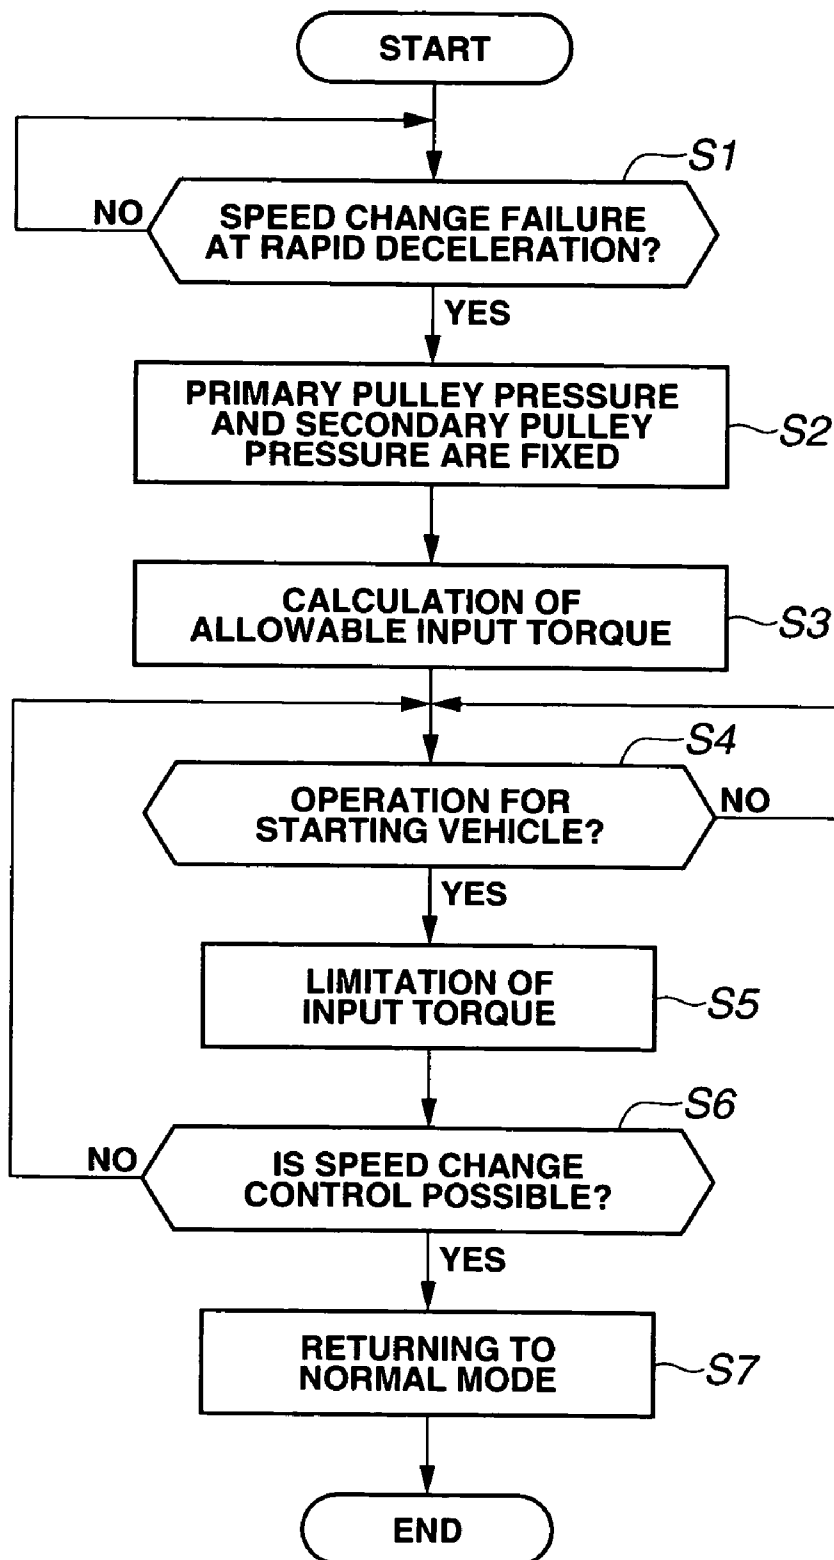 START
S1
NO
SPEED CHANGE FAILURE
AT RAPID DECELERATION?
YES
PRIMARY PULLEY PRESSURE
AND SECONDARY PULLEY
PRESSURE ARE FIXED
S2
CALCULATION OF
ALLOWABLE INPUT TORQUE
S3
S4
OPERATION FOR
STARTING VEHICLE?
NO
YES
LIMITATION OF
INPUT TORQUE
S5
S6
NO
IS SPEED CHANGE
CONTROL POSSIBLE?
YES
RETURNING TO
NORMAL MODE
S7
END